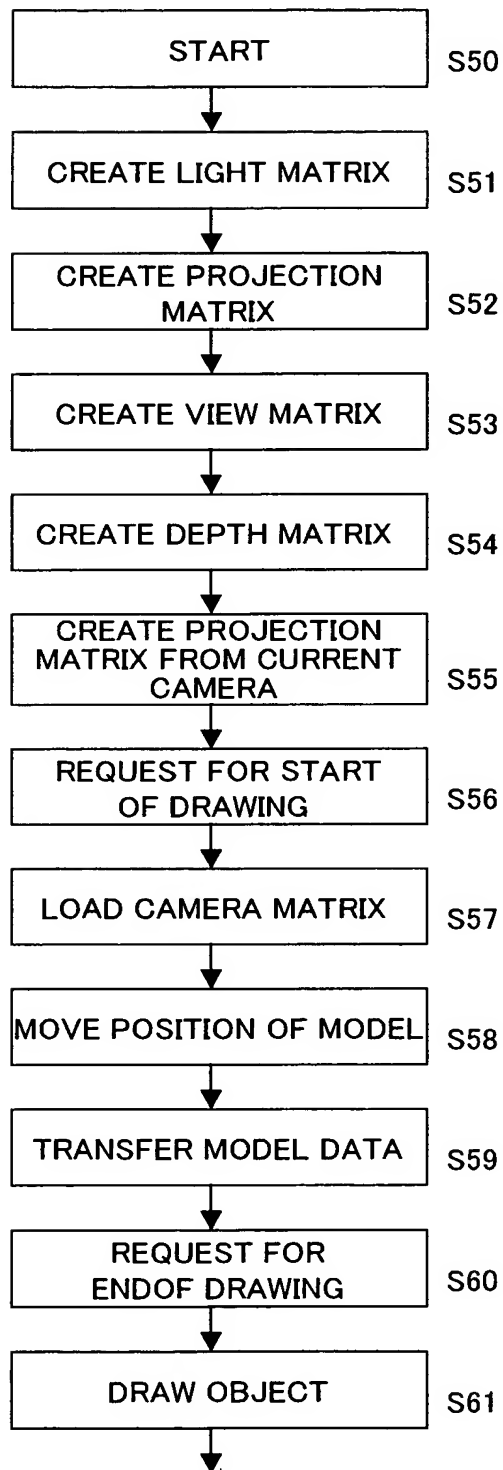 START
S50
CREATE LIGHT MATRIX
S51
CREATE PROJECTION
MATRIX
S52
CREATE VIEW MATRIX
S53
CREATE DEPTH MATRIX
S54
CREATE PROJECTION
MATRIX FROM CURRENT
CAMERA
S55
REQUEST FOR START
OF DRAWING
S56
LOAD CAMERA MATRIX
S57
MOVE POSITION OF MODEL
S58
TRANSFER MODEL DATA
S59
REQUEST FOR
ENDOF DRAWING
S60
DRAW OBJECT
S61